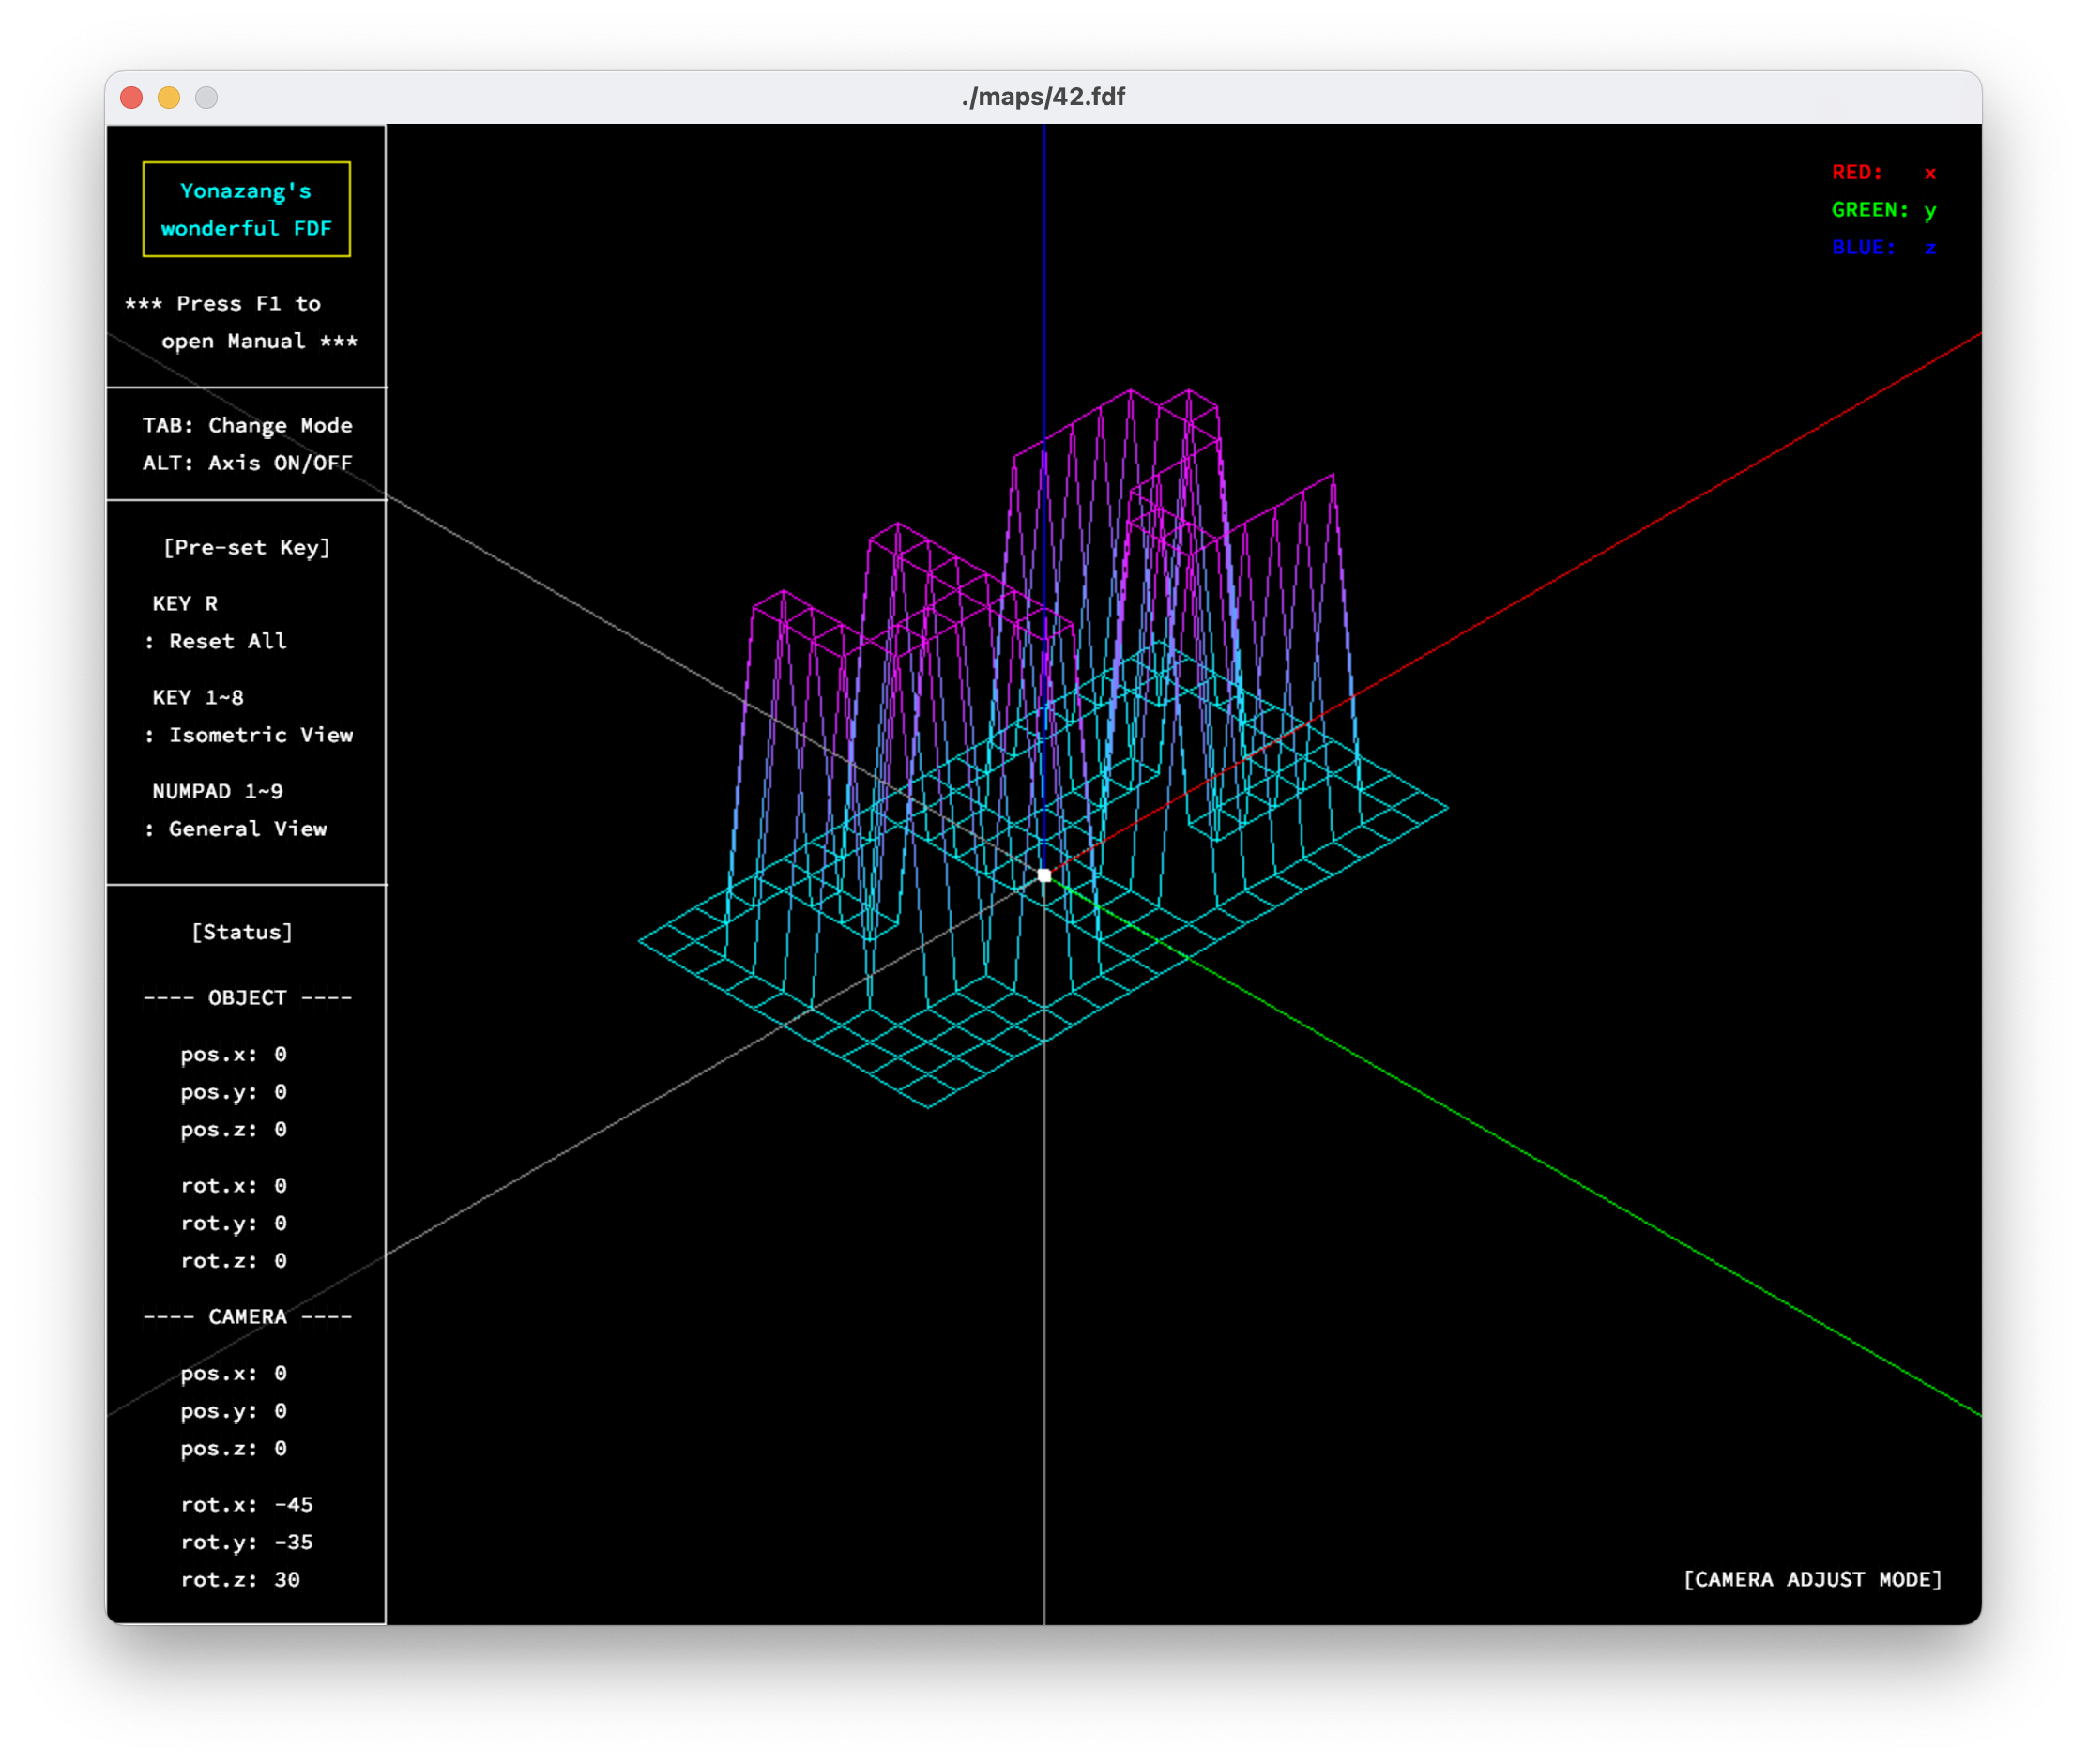 ./maps/42.fdf
Yonazang's
wonderful FDF
*** Press F1 to
open Manual ***
TAB: Change Mode
ALT: Axis ON/OFF
[Pre-set Key]
KEY R
: Reset All
KEY 1~8
: Isometric View
NUMPAD 1~9
: General View
[Status]
---- OBJECT ----
pos.x: 0
pos.y: 0
pos.z: 0
rot.x: 0
rot.y: 0
rot.z: 0
---- CAMERA ----
pos.x: 0
pos.y: 0
pos.z: 0
rot.x: -45
rot.y: -35
rot.z: 30
RED: x
GREEN: y
BLUE: z
[CAMERA ADJUST MODE]